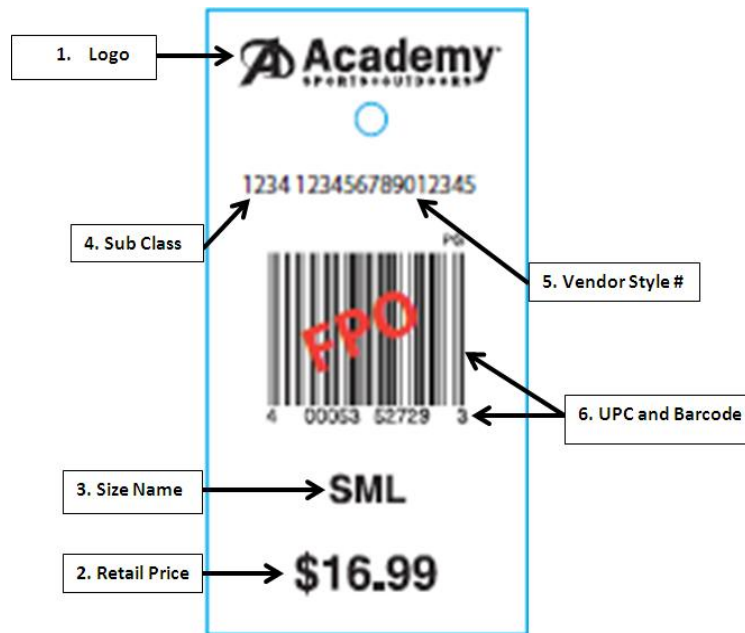 1. Logo
Academy
SPORTS+OUTDOORS
1234 123456789012345
4. Sub Class
PGI
5. Vendor Style #
FPO
6. UPC and Barcode
4 00053 52729 3
3. Size Name
SML
2. Retail Price
$16.99